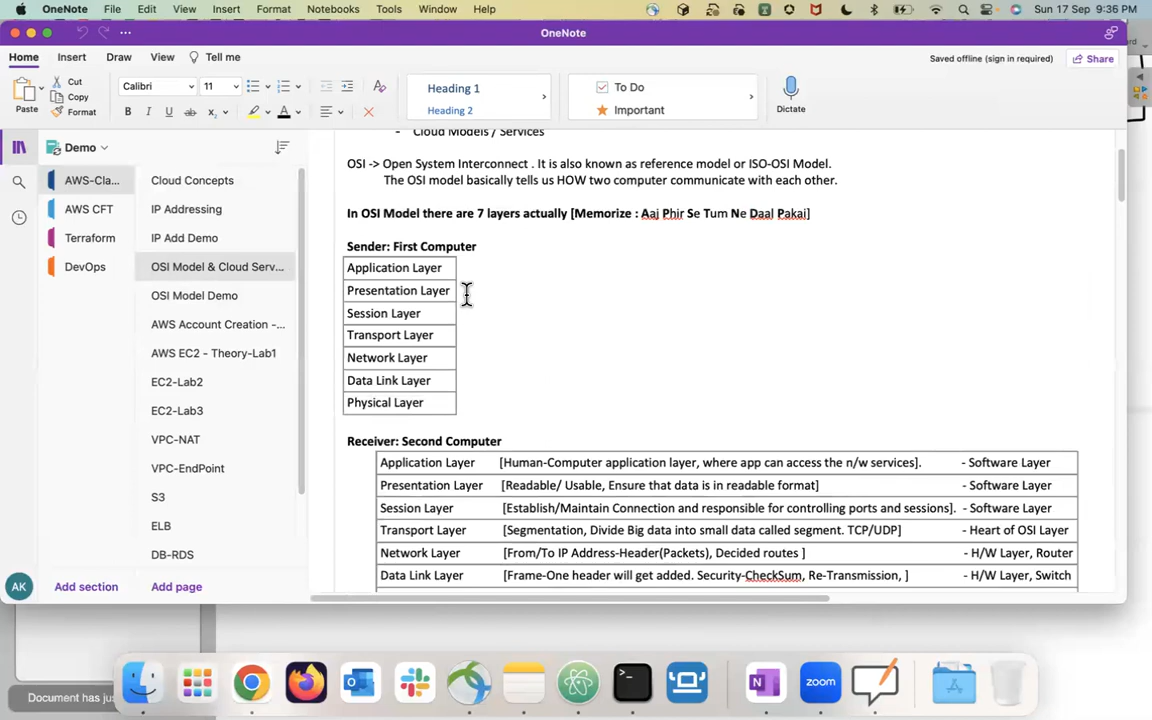 OneNote File Edit View Insert Format Notebooks Tools Window Help Sun 17 Sep 9:36 PM
OneNote
Home Insert Draw View Tell me Saved offline (sign in required) Share
Paste Cut Copy Format Calibri 11 B I U ab X₂ A Heading 1 Heading 2 To Do Important Dictate
Demo
AWS-Cla...
AWS CFT
Terraform
DevOps
Cloud Concepts
IP Addressing
IP Add Demo
OSI Model & Cloud Serv...
OSI Model Demo
AWS Account Creation -...
AWS EC2 - Theory-Lab1
EC2-Lab2
EC2-Lab3
VPC-NAT
VPC-EndPoint
S3
ELB
DB-RDS
AK Add section Add page
- Cloud Models / Services
OSI -> Open System Interconnect . It is also known as reference model or ISO-OSI Model.
The OSI model basically tells us HOW two computer communicate with each other.
In OSI Model there are 7 layers actually [Memorize : Aaj Phir Se Tum Ne Daal Pakai]
Sender: First Computer
Application Layer
Presentation Layer
Session Layer
Transport Layer
Network Layer
Data Link Layer
Physical Layer
Receiver: Second Computer
Application Layer [Human-Computer application layer, where app can access the n/w services]. - Software Layer
Presentation Layer [Readable/ Usable, Ensure that data is in readable format] - Software Layer
Session Layer [Establish/Maintain Connection and responsible for controlling ports and sessions]. - Software Layer
Transport Layer [Segmentation, Divide Big data into small data called segment. TCP/UDP] - Heart of OSI Layer
Network Layer [From/To IP Address-Header(Packets), Decided routes ] - H/W Layer, Router
Data Link Layer [Frame-One header will get added. Security-CheckSum, Re-Transmission, ] - H/W Layer, Switch
Document has jus
zoom